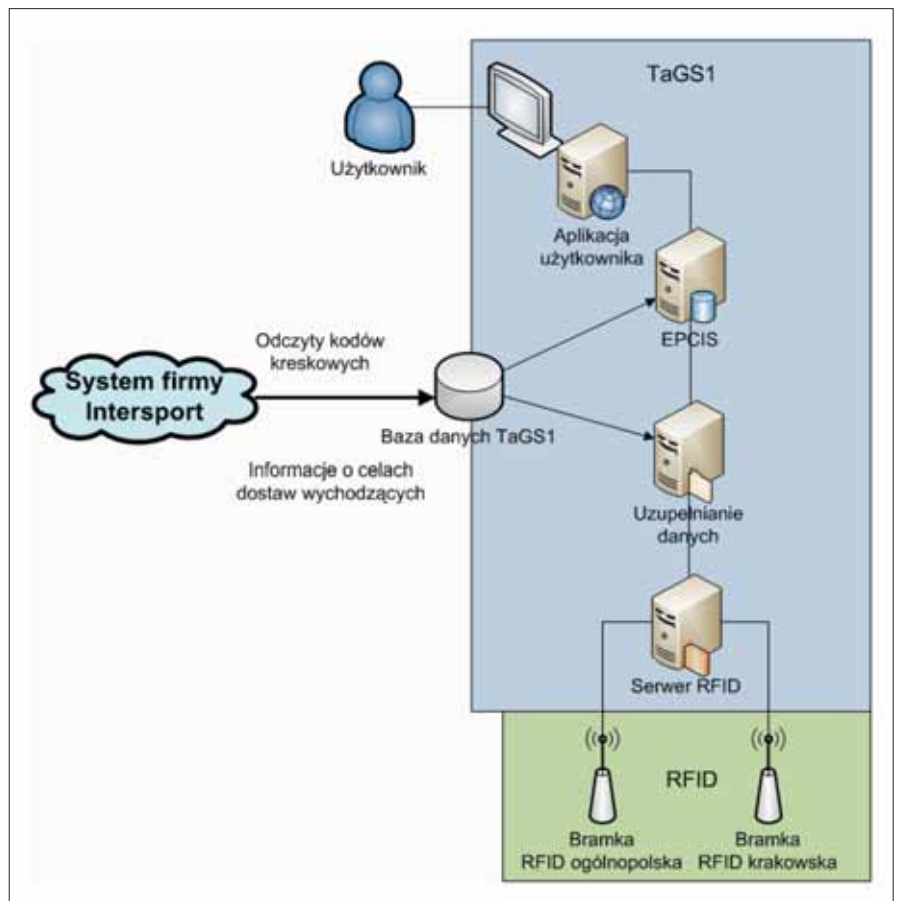 TaGS1
Użytkownik
Aplikacja
użytkownika
EPCIS
Odczyty kodów
kreskowych
System firmy
Intersport
Baza danych TaGS1
Informacje o celach
dostaw wychodzących
Uzupełnianie
danych
Serwer RFID
RFID
Bramka
RFID ogólnopolska
Bramka
RFID krakowska